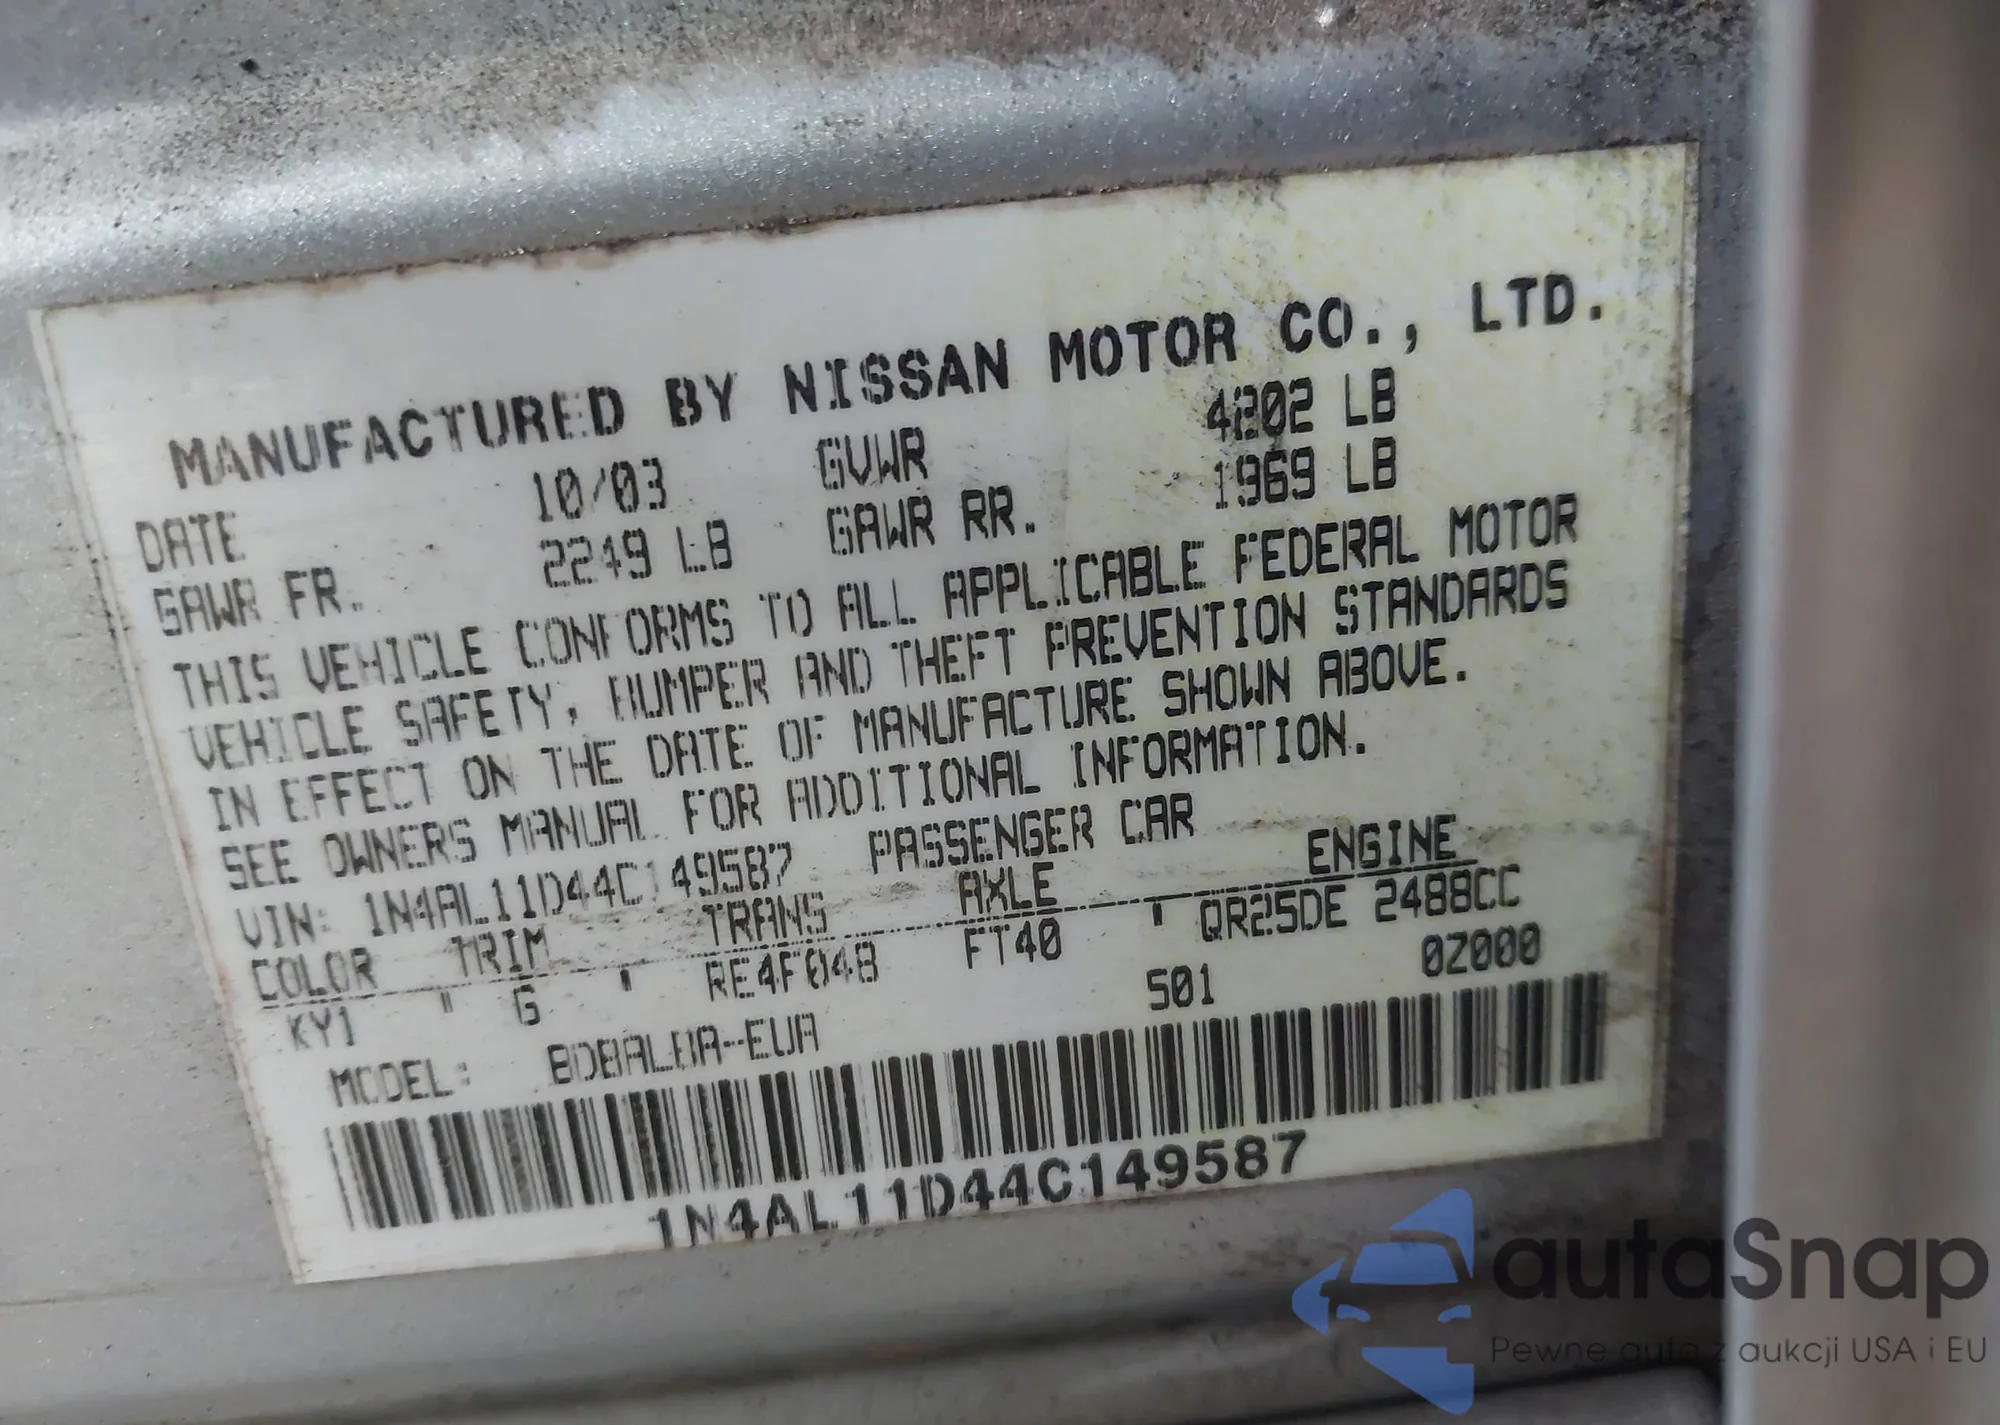 MANUFACTURED BY NISSAN MOTOR CO., LTD.
DATE 10/03 GVWR 4202 LB
GAWR FR. 2249 LB GAWR RR. 1969 LB
THIS VEHICLE CONFORMS TO ALL APPLICABLE FEDERAL MOTOR
VEHICLE SAFETY, BUMPER AND THEFT PREVENTION STANDARDS
IN EFFECT ON THE DATE OF MANUFACTURE SHOWN ABOVE.
SEE OWNERS MANUAL FOR ADDITIONAL INFORMATION.
VIN: 1N4AL11D44C149587 PASSENGER CAR
COLOR TRIM TRANS AXLE ENGINE
KY1 " G " RE4F04B FT40 " QR25DE 2488CC
MODEL: BDBALBA-EUA S01 0Z000
1N4AL11D44C149587
autaSnap
Pewne auta z aukcji USA i EU